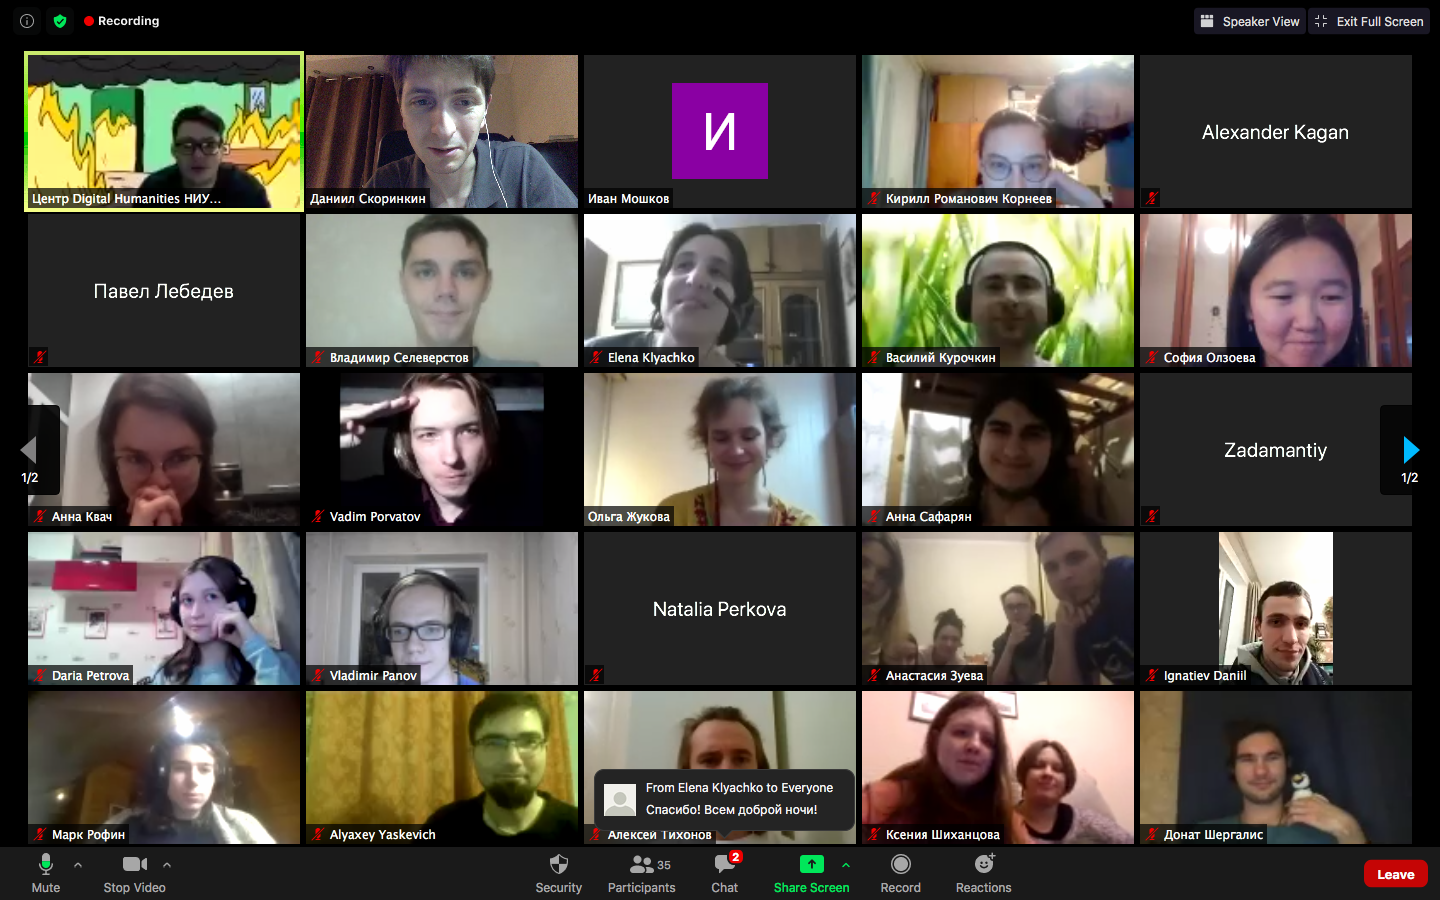 Recording
Speaker View
Exit Full Screen
Центр Digital Humanities НИУ...
Даниил Скоринкин
И
Иван Мошков
Кирилл Романович Корнеев
Alexander Kagan
Павел Лебедев
Владимир Селеверстов
Elena Klyachko
Василий Курочкин
София Олзоева
1/2
Анна Квач
Vadim Porvatov
Ольга Жукова
Анна Сафарян
Zadamantiy
1/2
Daria Petrova
Vladimir Panov
Natalia Perkova
Анастасия Зуева
Ignatiev Daniil
Марк Рофин
Alyaxey Yaskevich
From Elena Klyachko to Everyone
Спасибо! Всем доброй ночи!
Алексей Тихонов
Ксения Шиханцова
Донат Шергалис
Mute
Stop Video
Security
Participants
35
Chat
2
Share Screen
Record
Reactions
Leave